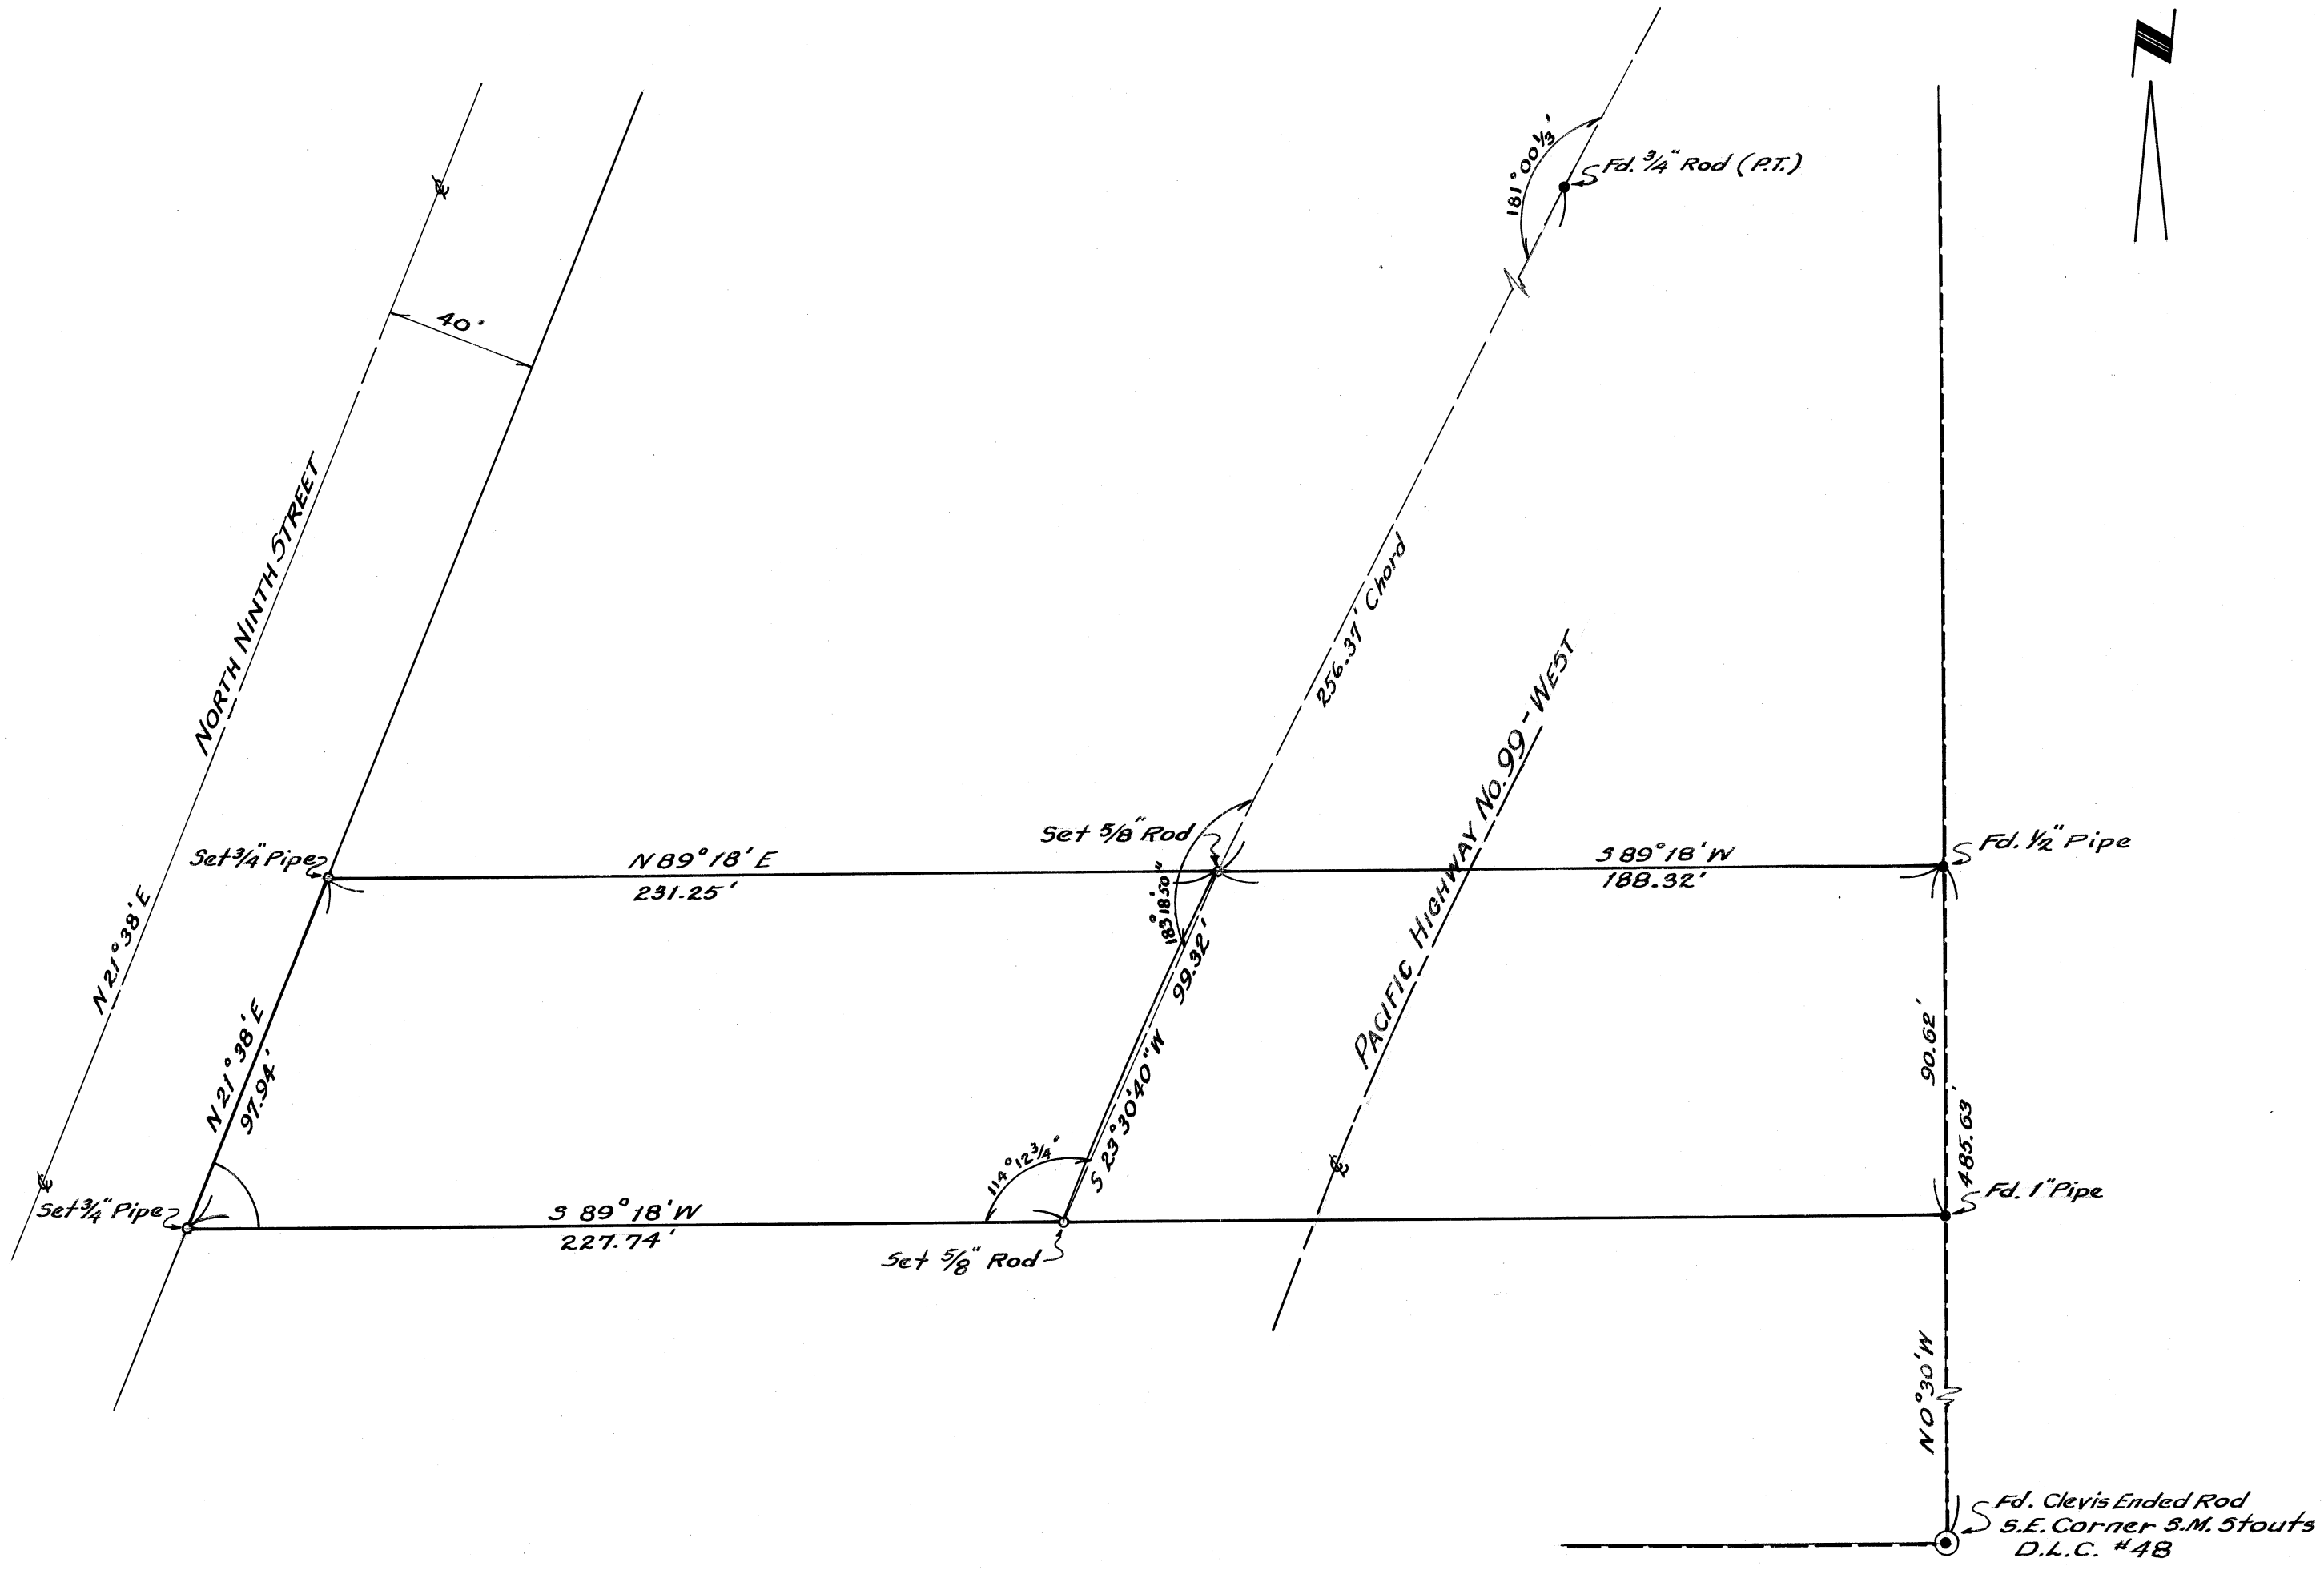 N
181°00⅓'
Fd. 3/4" Rod (P.T.)
40'
NORTH NINTH STREET
N 21° 38' E
256.37' Chord
PACIFIC HIGHWAY No. 99 - WEST
Set 3/4" Pipe
N 89° 18' E
231.25'
Set 5/8" Rod
183°18'50"
S 89° 18' W
188.32'
Fd. 1/2" Pipe
N 21° 38' E
97.94'
S 23° 30' 40" W 99.32'
90.62'
485.63'
114° 12 3/4'
Set 3/4" Pipe
S 89° 18' W
227.74'
Set 5/8" Rod
Fd. 1" Pipe
N 0° 30' W
Fd. Clevis Ended Rod
S.E. Corner S.M. Stouts
D.L.C. #48